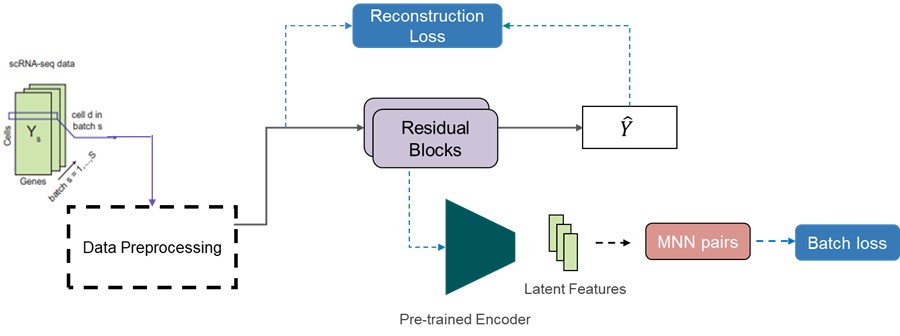 Reconstruction
Loss
scRNA-seq data
cell d in
batch s
Cells
Y_s
Genes
batch s = 1,...,S
Residual
Blocks
Ŷ
Data Preprocessing
MNN pairs
Batch loss
Latent Features
Pre-trained Encoder